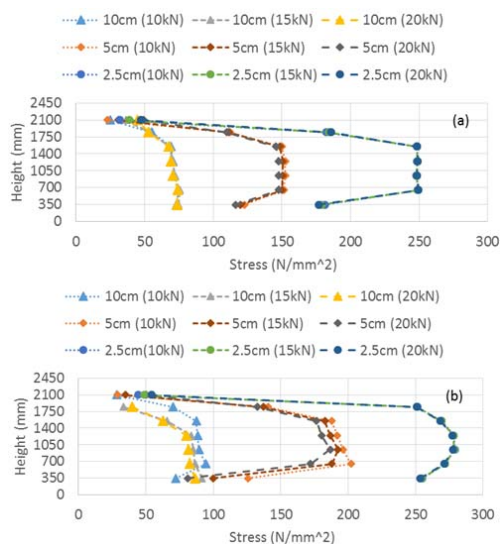 10cm (10kN) 10cm (15kN) 10cm (20kN)
5cm (10kN) 5cm (15kN) 5cm (20kN)
2.5cm(10kN) 2.5cm (15kN) 2.5cm (20kN)
2450
2100 (a)
1750
1400
1050
700
350
0
Height (mm)
0 50 100 150 200 250 300
Stress (N/mm^2)
10cm (10kN) 10cm (15kN) 10cm (20kN)
5cm (10kN) 5cm (15kN) 5cm (20kN)
2.5cm(10kN) 2.5cm (15kN) 2.5cm (20kN)
2450
2100 (b)
1750
1400
1050
700
350
0
Height (mm)
0 50 100 150 200 250 300
Stress (N/mm^2)